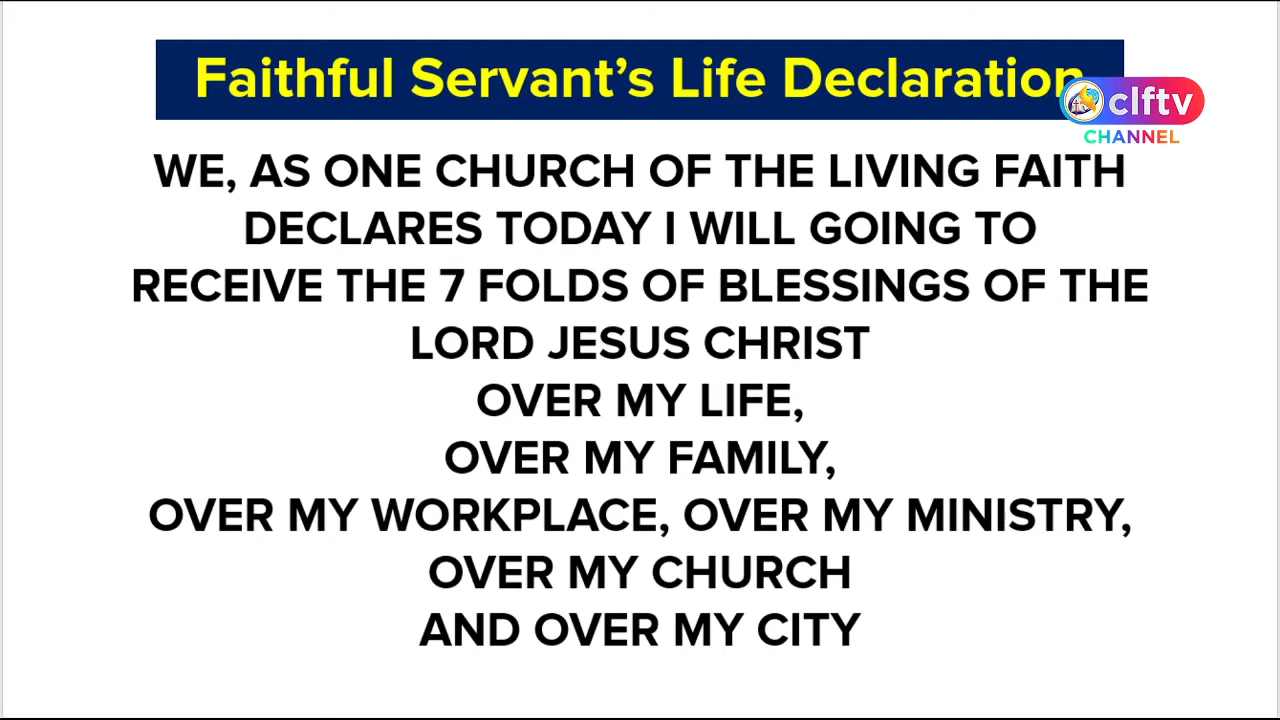 Faithful Servant’s Life Declaration
clftv
CHANNEL
WE, AS ONE CHURCH OF THE LIVING FAITH
DECLARES TODAY I WILL GOING TO
RECEIVE THE 7 FOLDS OF BLESSINGS OF THE
LORD JESUS CHRIST
OVER MY LIFE,
OVER MY FAMILY,
OVER MY WORKPLACE, OVER MY MINISTRY,
OVER MY CHURCH
AND OVER MY CITY